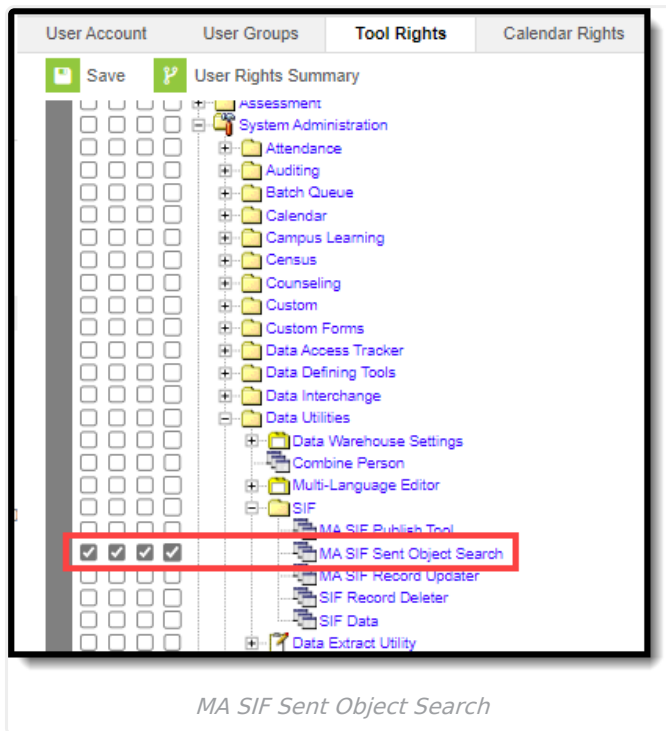 User Account User Groups Tool Rights Calendar Rights
Save User Rights Summary
Assessment
System Administration
Attendance
Auditing
Batch Queue
Calendar
Campus Learning
Census
Counseling
Custom
Custom Forms
Data Access Tracker
Data Defining Tools
Data Interchange
Data Utilities
Data Warehouse Settings
Combine Person
Multi-Language Editor
SIF
MA SIF Publish Tool
MA SIF Sent Object Search
MA SIF Record Updater
SIF Record Deleter
SIF Data
Data Extract Utility
MA SIF Sent Object Search